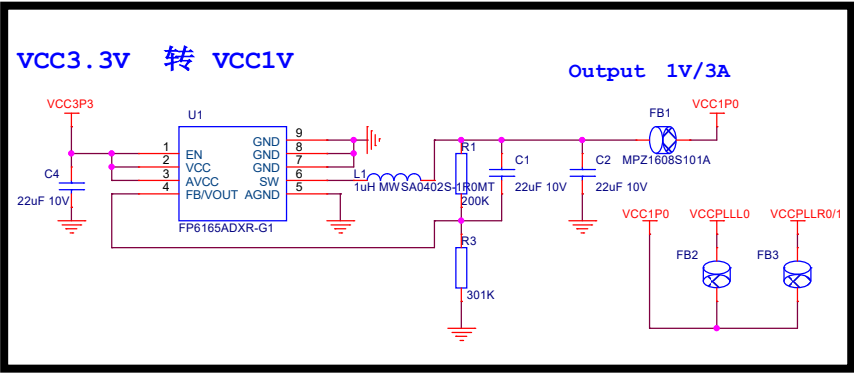 VCC3.3V 转 VCC1V
Output 1V/3A
VCC3P3
U1
FB1
VCC1P0
MPZ1608S101A
1 EN
2 VCC
3 AVCC
4 FB/VOUT
GND 9
GND 8
GND 7
SW 6
AGND 5
FP6165ADXR-G1
C4
22uF 10V
L1
1uH MWSA0402S-1R0MT
R1
200K
C1
22uF 10V
C2
22uF 10V
R3
301K
VCC1P0
VCCPLLL0
VCCPLLR0/1
FB2
FB3